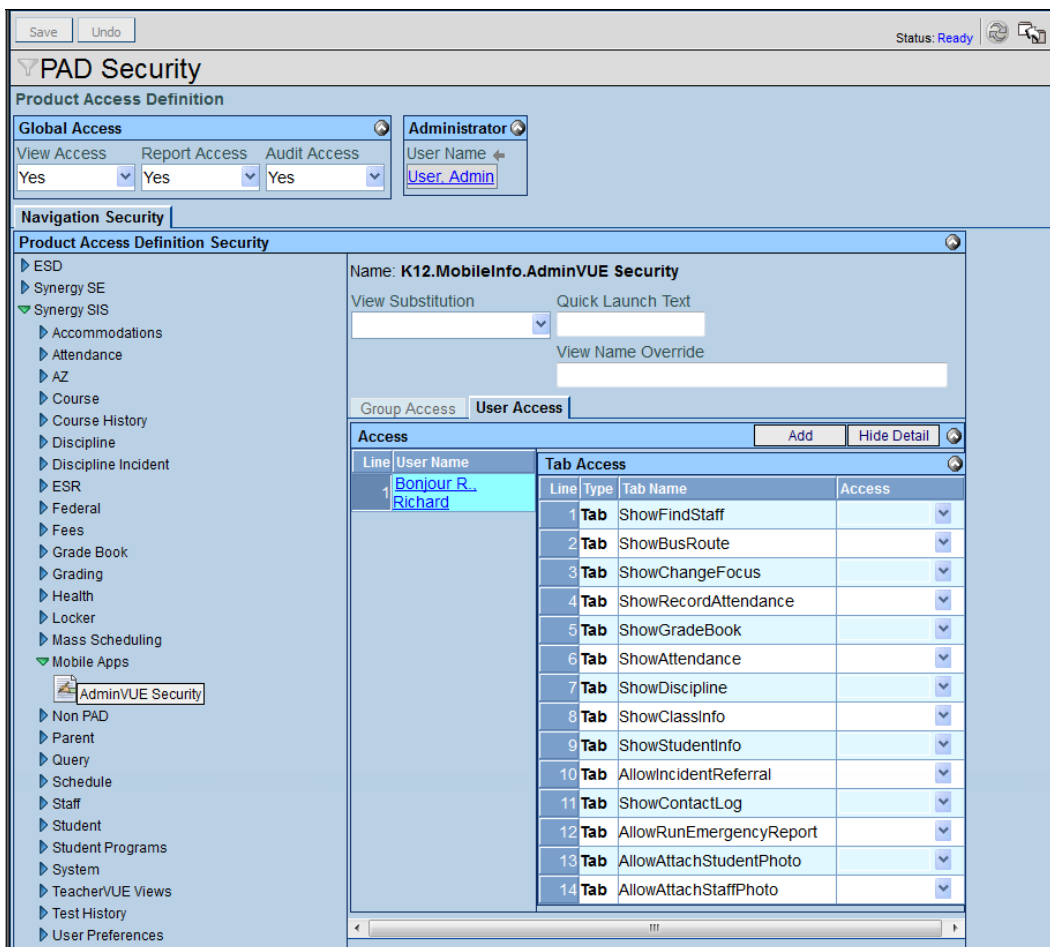 Save Undo Status: Ready
PAD Security
Product Access Definition
Global Access Administrator
View Access Report Access Audit Access User Name
Yes Yes Yes User, Admin
Navigation Security
Product Access Definition Security
ESD
Synergy SE
Synergy SIS
Accommodations
Attendance
AZ
Course
Course History
Discipline
Discipline Incident
ESR
Federal
Fees
Grade Book
Grading
Health
Locker
Mass Scheduling
Mobile Apps
AdminVUE Security
Non PAD
Parent
Query
Schedule
Staff
Student
Student Programs
System
TeacherVUE Views
Test History
User Preferences
Name: K12.MobileInfo.AdminVUE Security
View Substitution Quick Launch Text
View Name Override
Group Access User Access
Access Add Hide Detail
Line User Name
1 Bonjour R.,
Richard
Tab Access
Line Type Tab Name Access
1 Tab ShowFindStaff
2 Tab ShowBusRoute
3 Tab ShowChangeFocus
4 Tab ShowRecordAttendance
5 Tab ShowGradeBook
6 Tab ShowAttendance
7 Tab ShowDiscipline
8 Tab ShowClassInfo
9 Tab ShowStudentInfo
10 Tab AllowIncidentReferral
11 Tab ShowContactLog
12 Tab AllowRunEmergencyReport
13 Tab AllowAttachStudentPhoto
14 Tab AllowAttachStaffPhoto